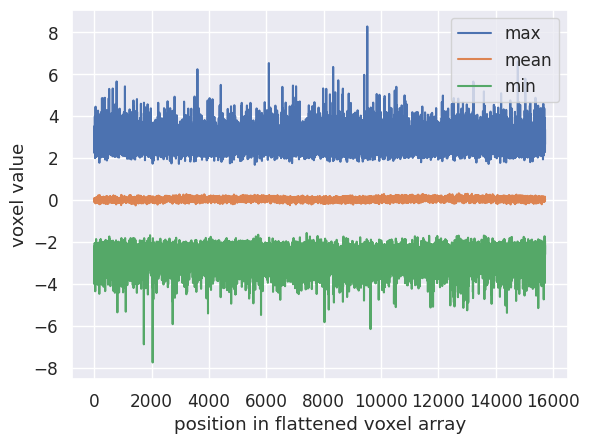 8
6
4
2
0
−2
−4
−6
−8
voxel value
max
mean
min
0 2000 4000 6000 8000 10000 12000 14000 16000
position in flattened voxel array